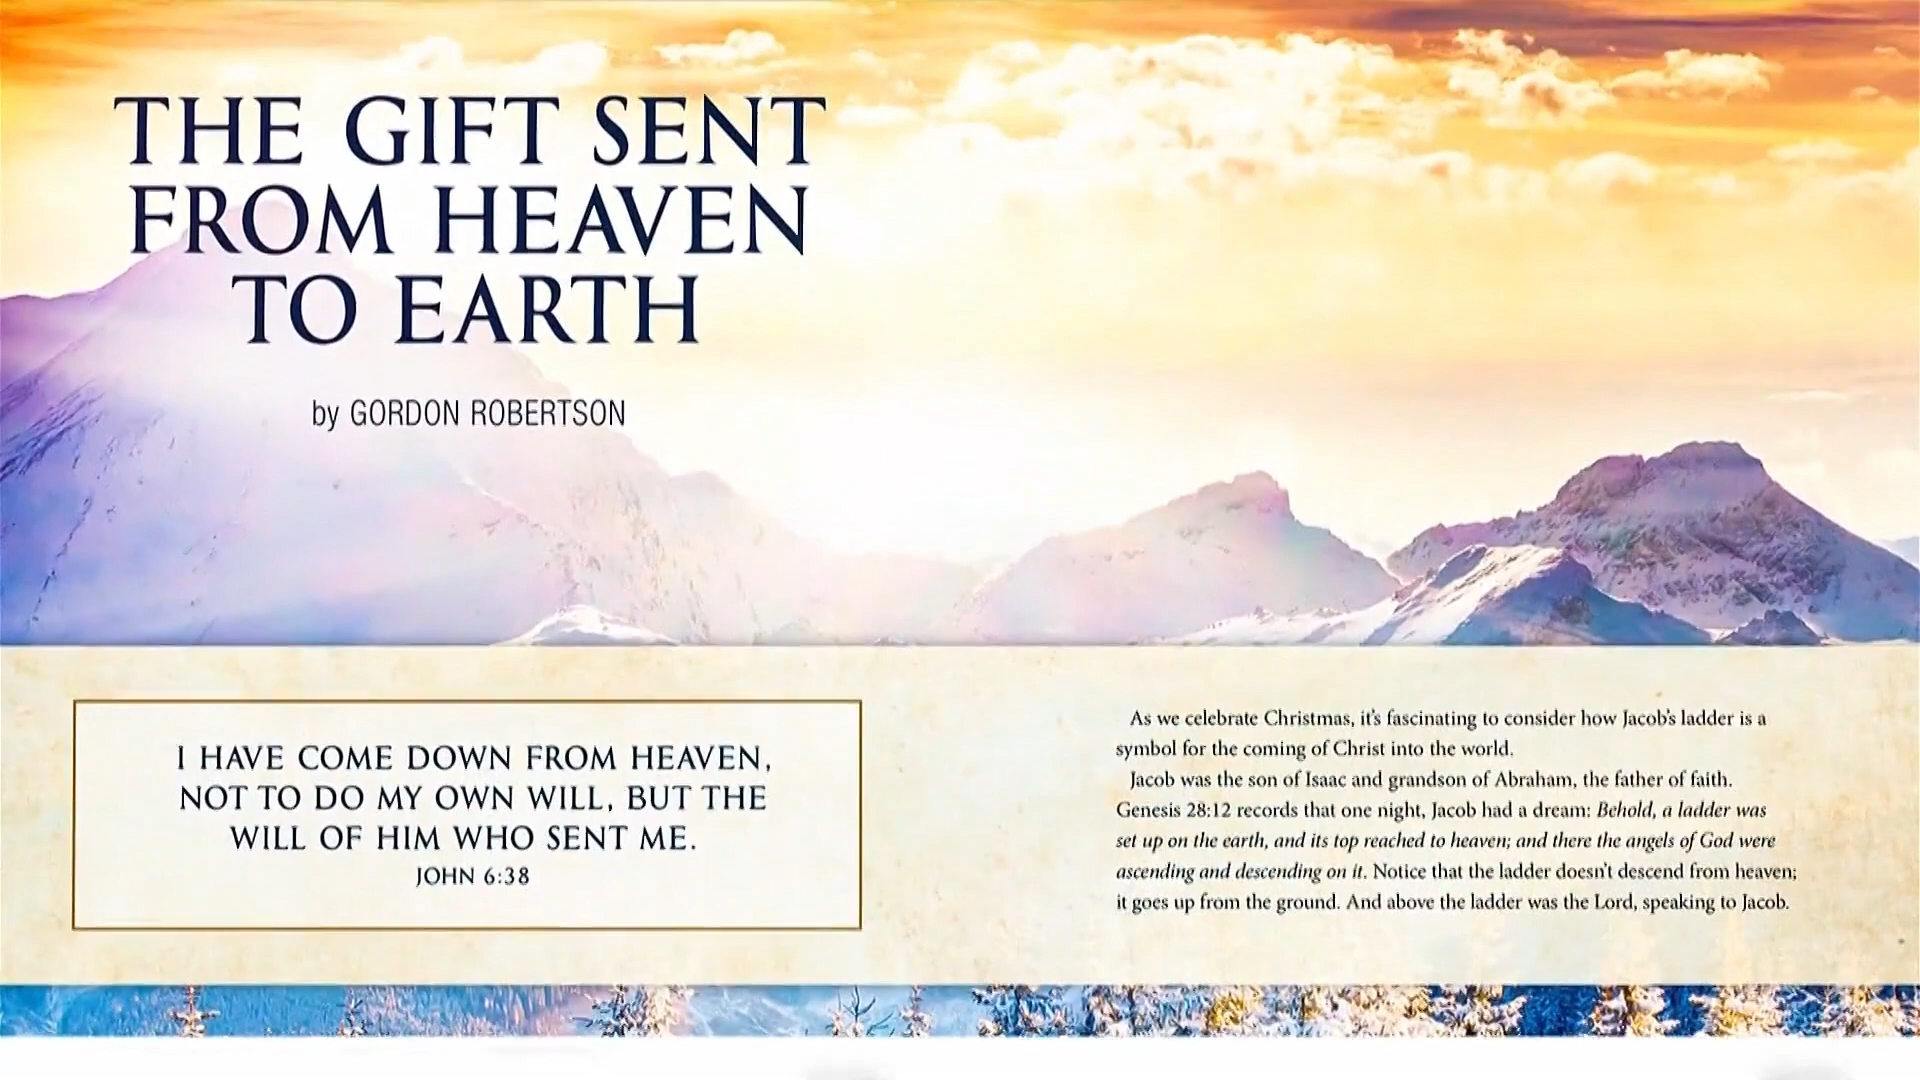 THE GIFT SENT
FROM HEAVEN
TO EARTH
by GORDON ROBERTSON
I HAVE COME DOWN FROM HEAVEN,
NOT TO DO MY OWN WILL, BUT THE
WILL OF HIM WHO SENT ME.
JOHN 6:38
As we celebrate Christmas, it's fascinating to consider how Jacob's ladder is a
symbol for the coming of Christ into the world.
Jacob was the son of Isaac and grandson of Abraham, the father of faith.
Genesis 28:12 records that one night, Jacob had a dream: Behold, a ladder was
set up on the earth, and its top reached to heaven; and there the angels of God were
ascending and descending on it. Notice that the ladder doesn't descend from heaven;
it goes up from the ground. And above the ladder was the Lord, speaking to Jacob.